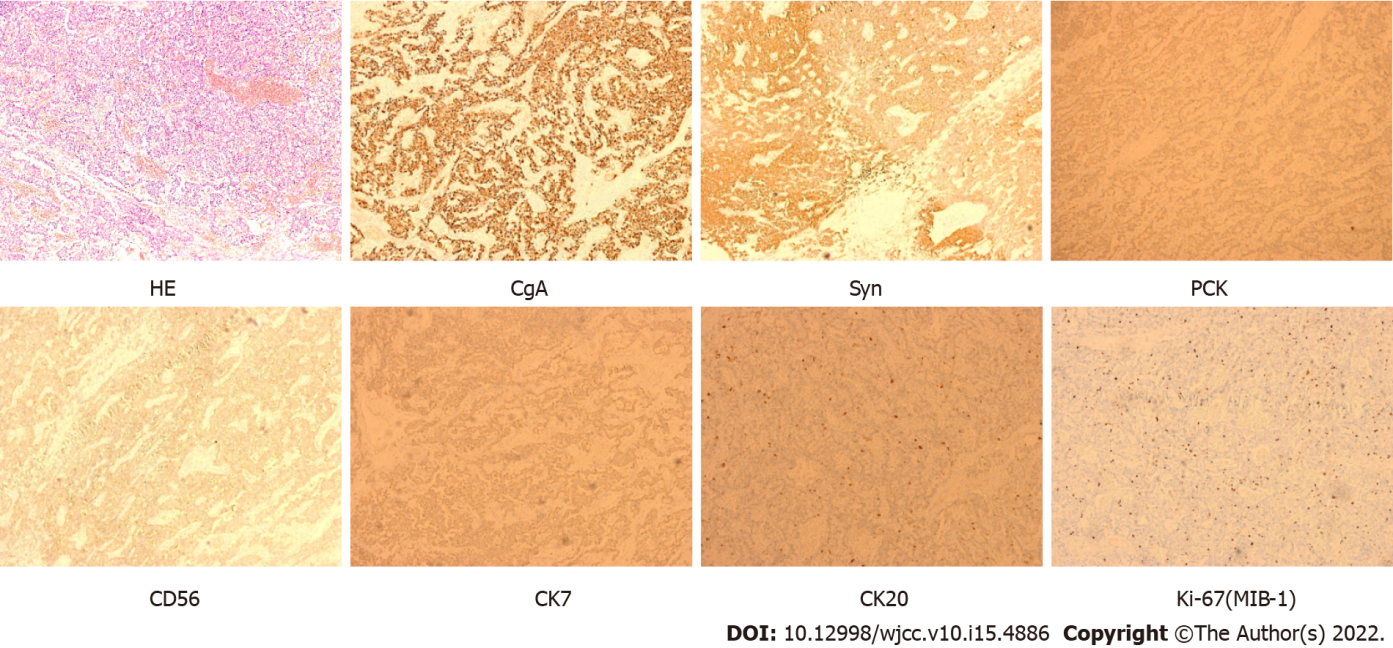 HE CgA Syn PCK
CD56 CK7 CK20 Ki-67(MIB-1)
DOI: 10.12998/wjcc.v10.i15.4886 Copyright ©The Author(s) 2022.